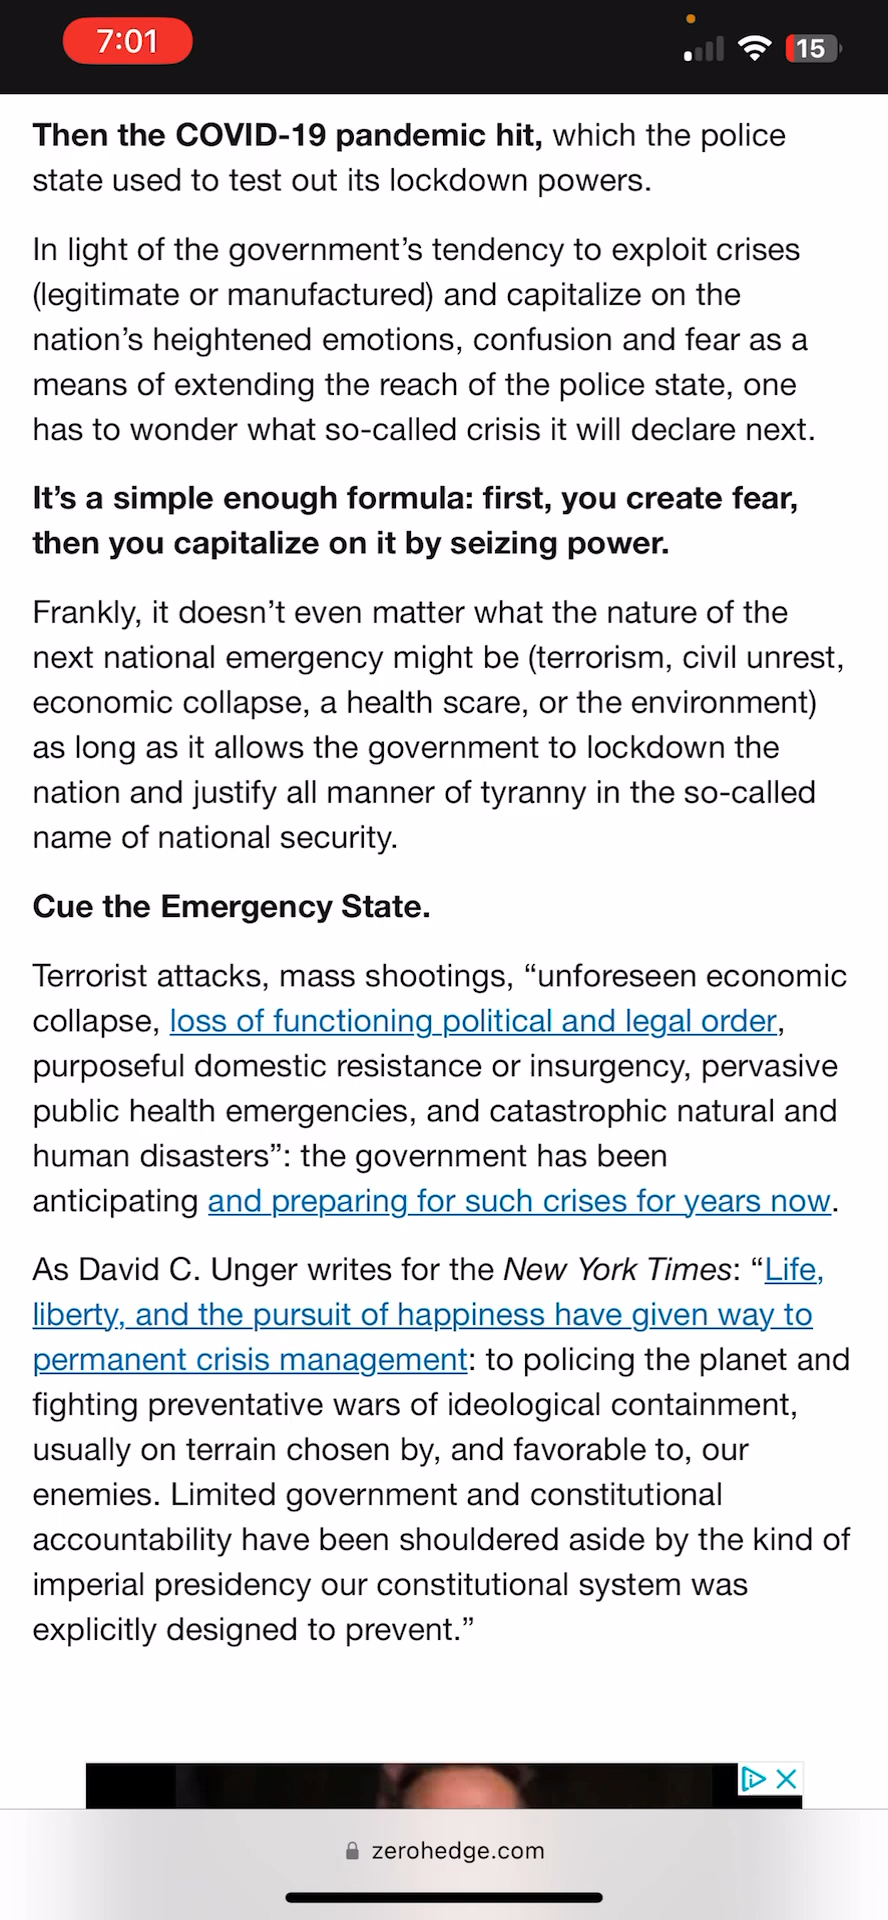 7:01
15
Then the COVID-19 pandemic hit, which the police
state used to test out its lockdown powers.
In light of the government’s tendency to exploit crises
(legitimate or manufactured) and capitalize on the
nation’s heightened emotions, confusion and fear as a
means of extending the reach of the police state, one
has to wonder what so-called crisis it will declare next.
It’s a simple enough formula: first, you create fear,
then you capitalize on it by seizing power.
Frankly, it doesn’t even matter what the nature of the
next national emergency might be (terrorism, civil unrest,
economic collapse, a health scare, or the environment)
as long as it allows the government to lockdown the
nation and justify all manner of tyranny in the so-called
name of national security.
Cue the Emergency State.
Terrorist attacks, mass shootings, “unforeseen economic
collapse, loss of functioning political and legal order,
purposeful domestic resistance or insurgency, pervasive
public health emergencies, and catastrophic natural and
human disasters”: the government has been
anticipating and preparing for such crises for years now.
As David C. Unger writes for the New York Times: “Life,
liberty, and the pursuit of happiness have given way to
permanent crisis management: to policing the planet and
fighting preventative wars of ideological containment,
usually on terrain chosen by, and favorable to, our
enemies. Limited government and constitutional
accountability have been shouldered aside by the kind of
imperial presidency our constitutional system was
explicitly designed to prevent.”
zerohedge.com